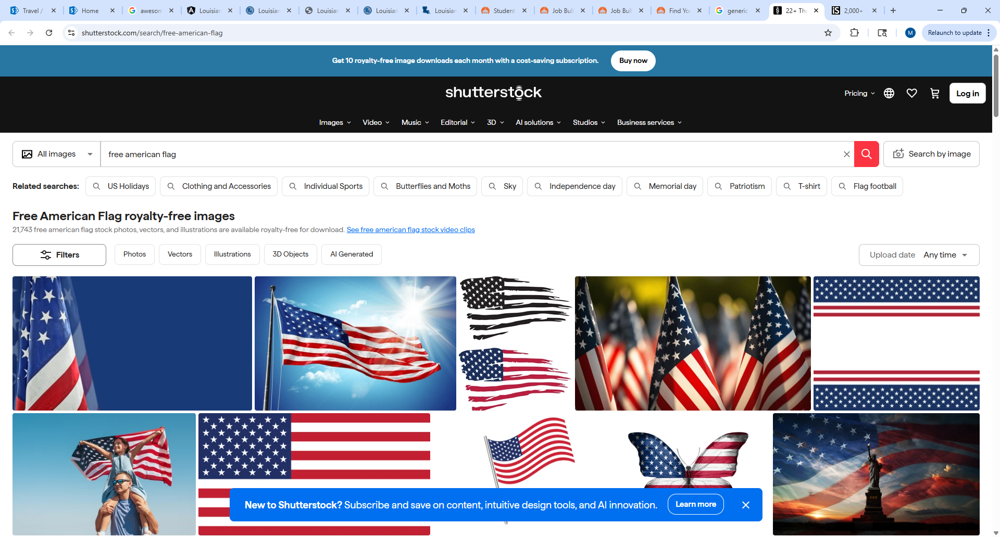 Travel /
Home
awesom
Louisian
Louisian
Louisian
Louisian
Louisian
Student
Job Bull
Job Bull
Find Yo
generic
22+ Tho
2,000+
shutterstock.com/search/free-american-flag
M
Relaunch to update
Get 10 royalty-free image downloads each month with a cost-saving subscription.
Buy now
shutterstock
Pricing
Log in
Images
Video
Music
Editorial
3D
AI solutions
Studios
Business services
All images
free american flag
Search by image
Related searches:
US Holidays
Clothing and Accessories
Individual Sports
Butterflies and Moths
Sky
Independence day
Memorial day
Patriotism
T-shirt
Flag football
Free American Flag royalty-free images
21,743 free american flag stock photos, vectors, and illustrations are available royalty-free for download. See free american flag stock video clips
Filters
Photos
Vectors
Illustrations
3D Objects
AI Generated
Upload date Any time
New to Shutterstock? Subscribe and save on content, intuitive design tools, and AI innovation.
Learn more